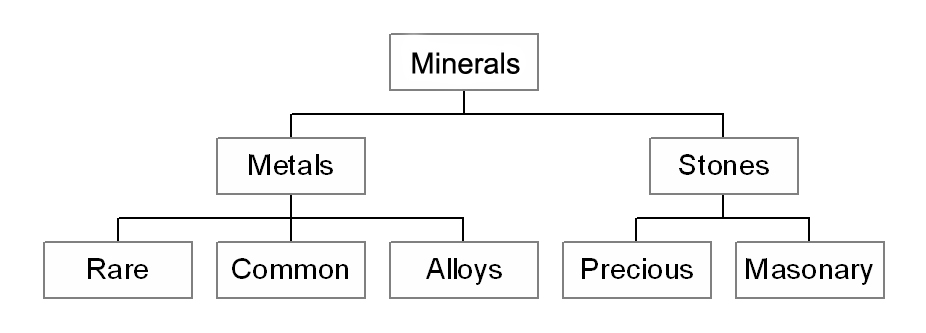 Minerals
Metals
Stones
Rare
Common
Alloys
Precious
Masonary